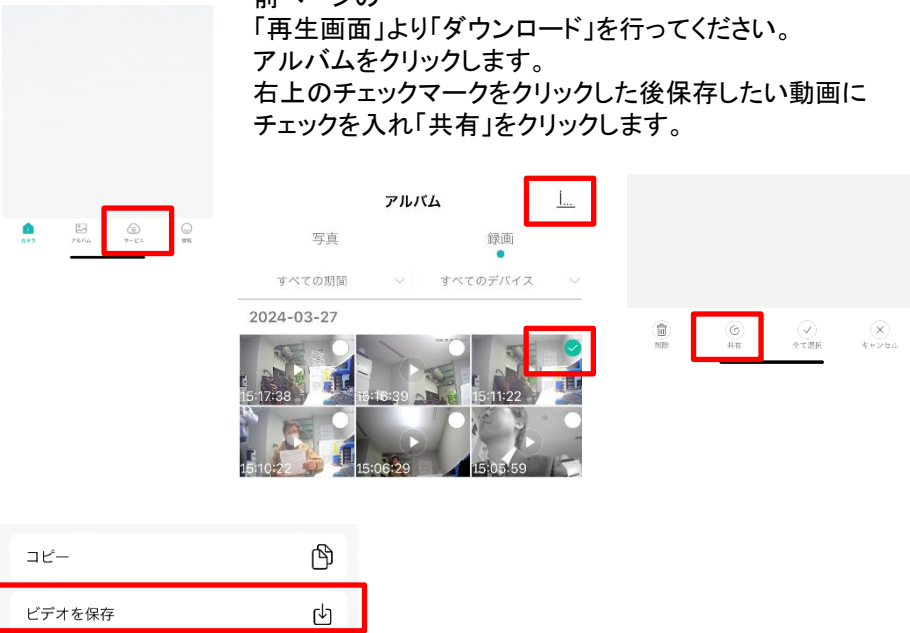 「再生画面」より「ダウンロード」を行ってください。
アルバムをクリックします。
右上のチェックマークをクリックした後保存したい動画に
チェックを入れ「共有」をクリックします。
カメラ
アルバム
サービス
アルバム
写真
録画
すべての期間
すべてのデバイス
2024-03-27
15:17:38
15:16:39
15:11:22
15:10:22
15:06:29
15:05:59
削除
共有
全て選択
キャンセル
コピー
ビデオを保存